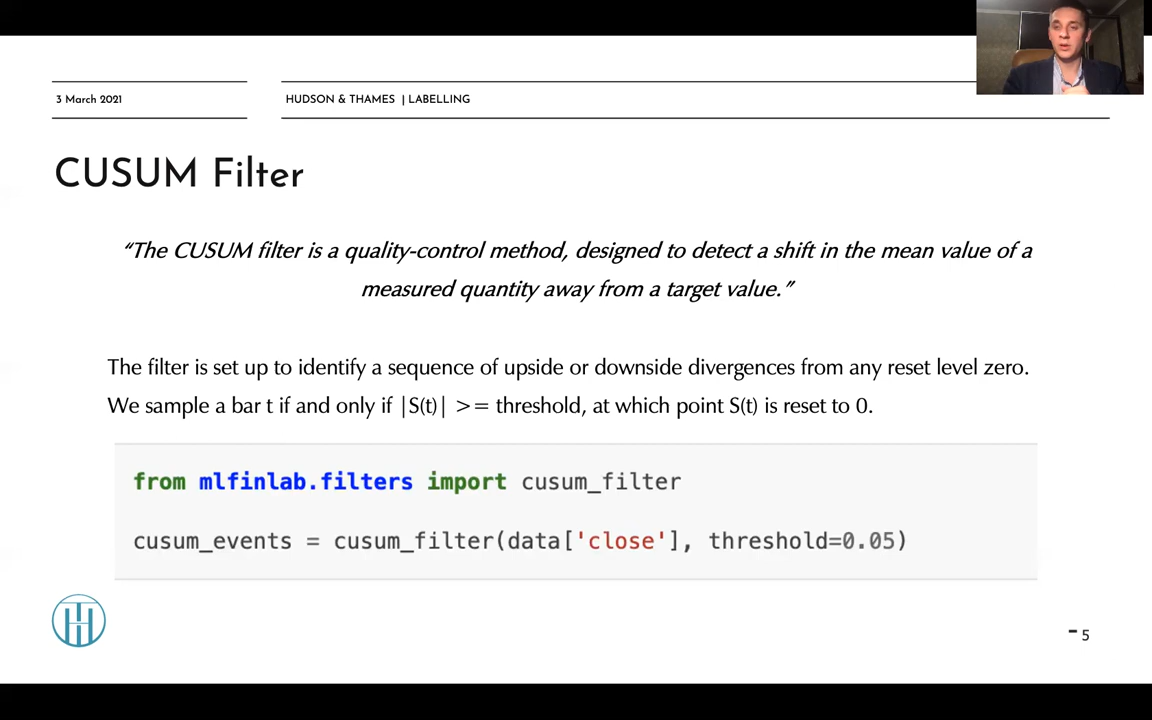 3 March 2021
HUDSON & THAMES | LABELLING
CUSUM Filter
“The CUSUM filter is a quality-control method, designed to detect a shift in the mean value of a
measured quantity away from a target value.”
The filter is set up to identify a sequence of upside or downside divergences from any reset level zero.
We sample a bar t if and only if |S(t)| >= threshold, at which point S(t) is reset to 0.
from mlfinlab.filters import cusum_filter
cusum_events = cusum_filter(data['close'], threshold=0.05)
- 5